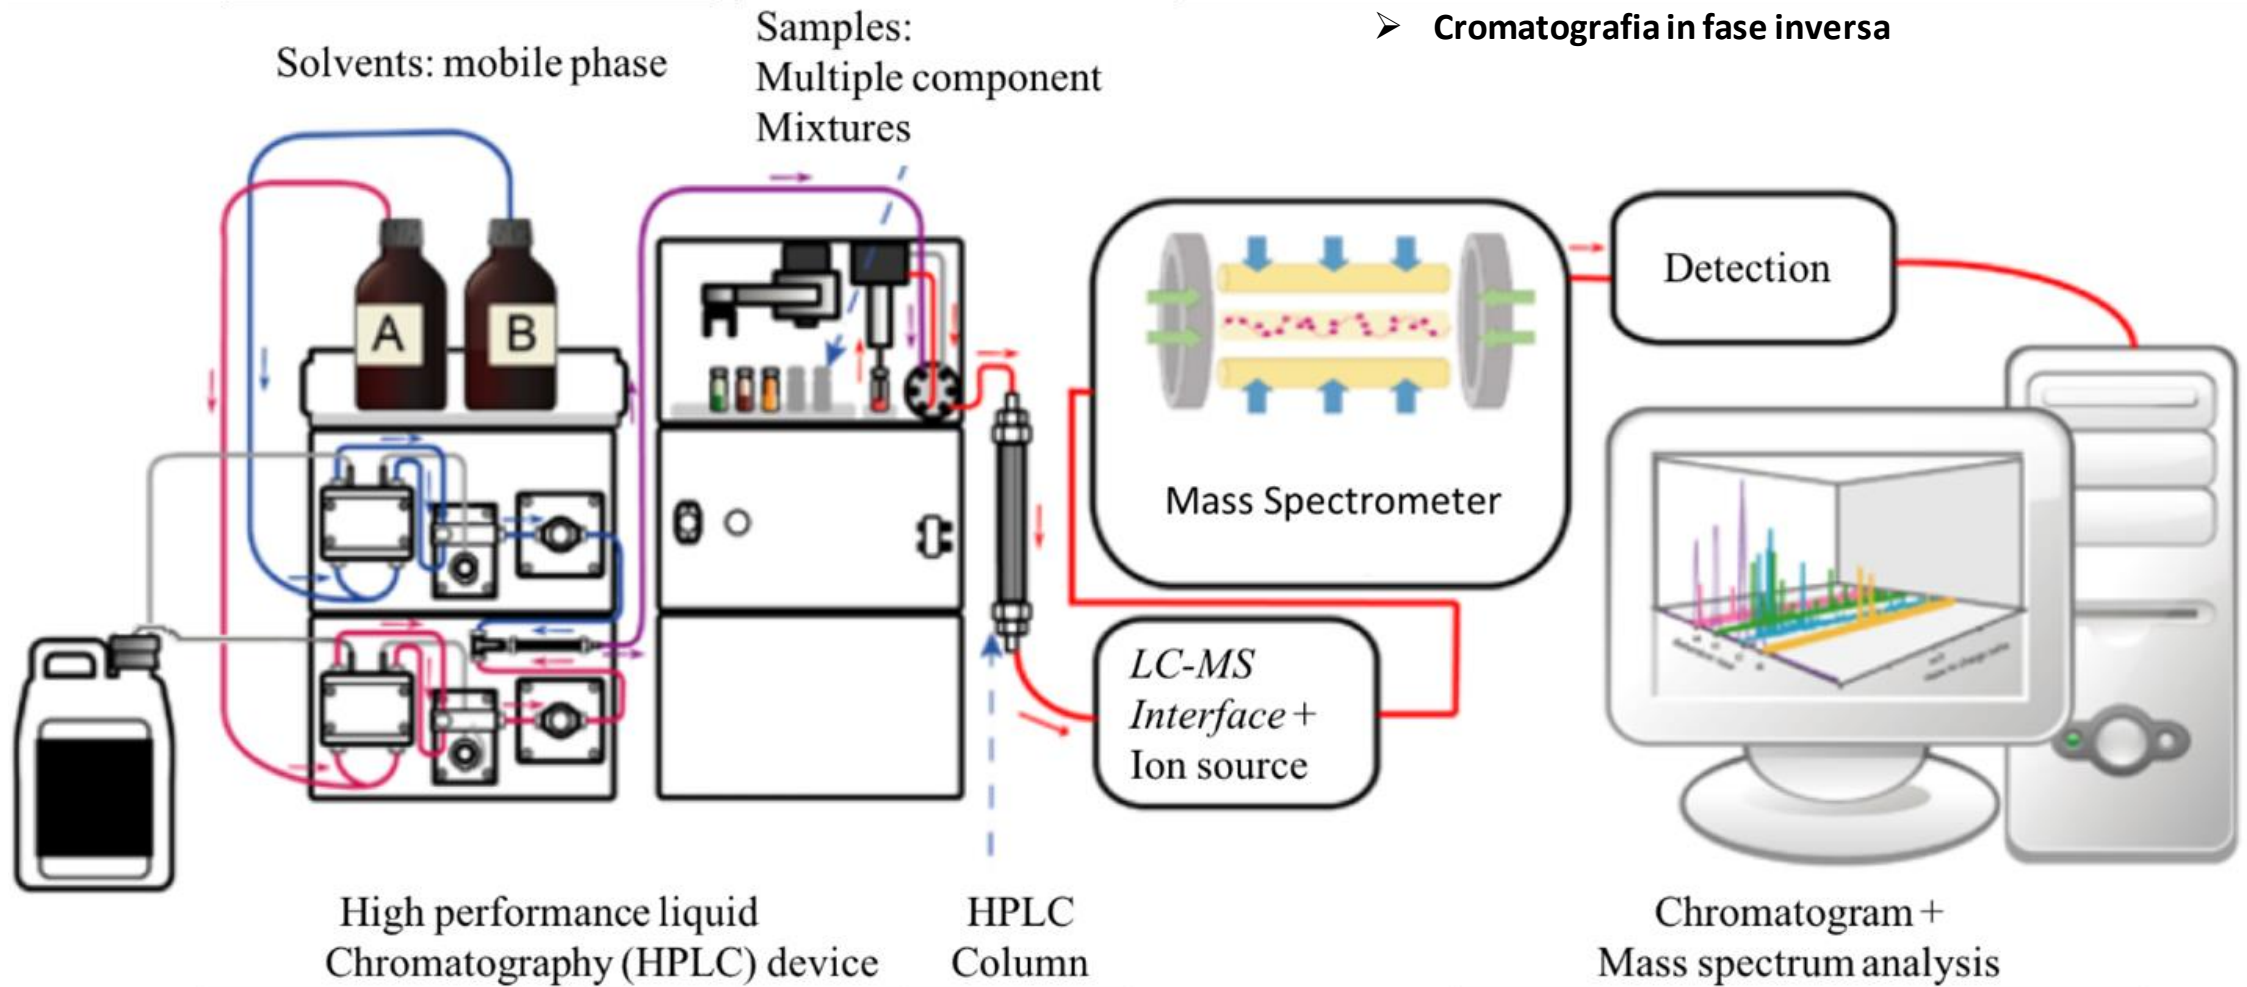 Solvents: mobile phase
Samples:
Multiple component
Mixtures
➢ Cromatografia in fase inversa
A
B
Mass Spectrometer
Detection
LC-MS
Interface +
Ion source
High performance liquid
Chromatography (HPLC) device
HPLC
Column
Chromatogram +
Mass spectrum analysis